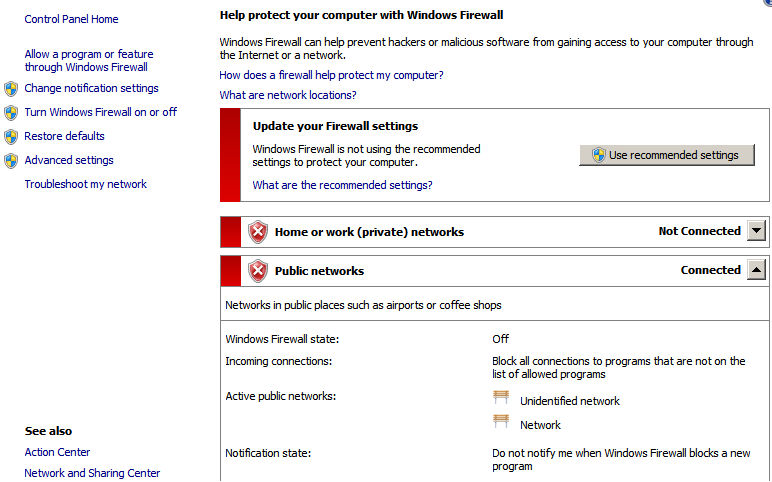 Control Panel Home
Allow a program or feature
through Windows Firewall
Change notification settings
Turn Windows Firewall on or off
Restore defaults
Advanced settings
Troubleshoot my network
See also
Action Center
Network and Sharing Center
Help protect your computer with Windows Firewall
Windows Firewall can help prevent hackers or malicious software from gaining access to your computer through
the Internet or a network.
How does a firewall help protect my computer?
What are network locations?
Update your Firewall settings
Windows Firewall is not using the recommended
settings to protect your computer.
Use recommended settings
What are the recommended settings?
Home or work (private) networks Not Connected
Public networks Connected
Networks in public places such as airports or coffee shops
Windows Firewall state: Off
Incoming connections: Block all connections to programs that are not on the
list of allowed programs
Active public networks: Unidentified network
Network
Notification state: Do not notify me when Windows Firewall blocks a new
program